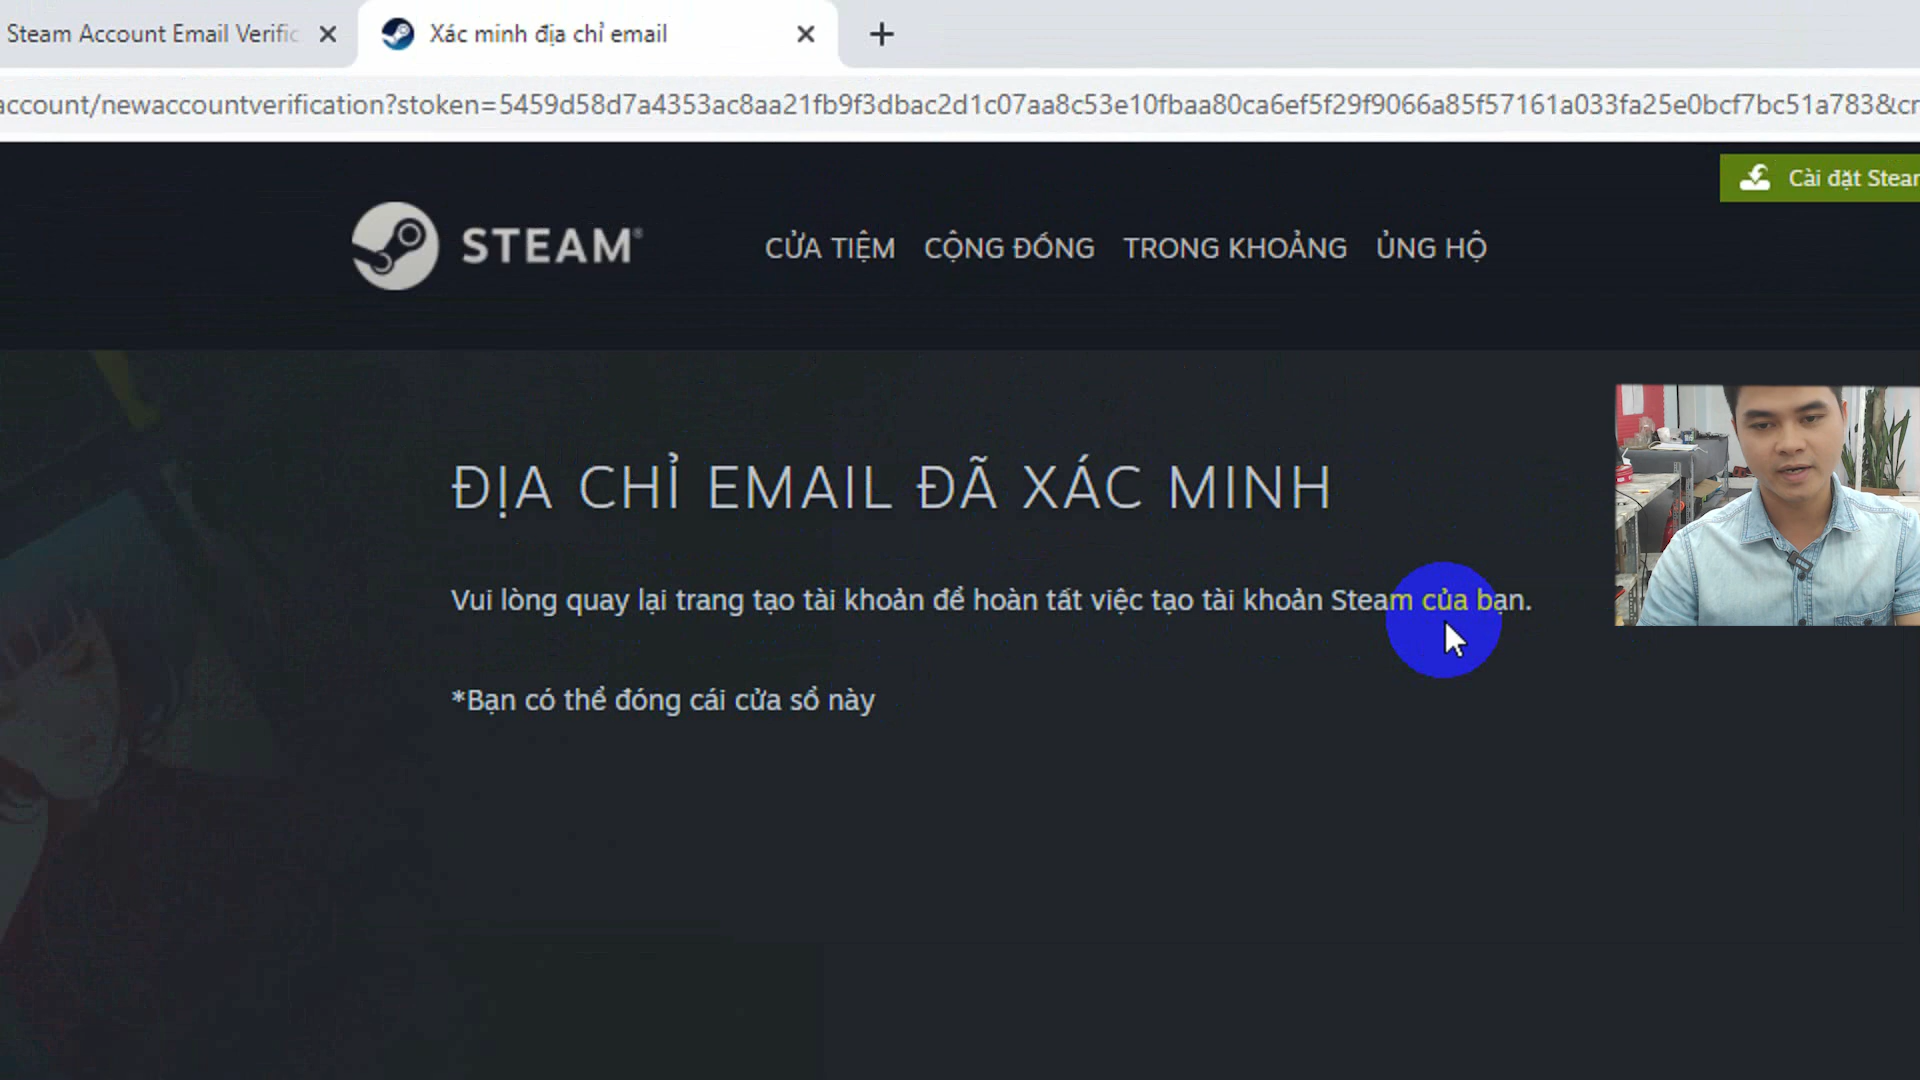 Steam Account Email Verific
Xác minh địa chỉ email
account/newaccountverification?stoken=5459d58d7a4353ac8aa21fb9f3dbac2d1c07aa8c53e10fbaa80ca6ef5f29f9066a85f57161a033fa25e0bcf7bc51a783&cr
Cài đặt Steam
STEAM®
CỬA TIỆM CỘNG ĐỒNG TRONG KHOẢNG ỦNG HỘ
ĐỊA CHỈ EMAIL ĐÃ XÁC MINH
Vui lòng quay lại trang tạo tài khoản để hoàn tất việc tạo tài khoản Steam của bạn.
*Bạn có thể đóng cái cửa sổ này